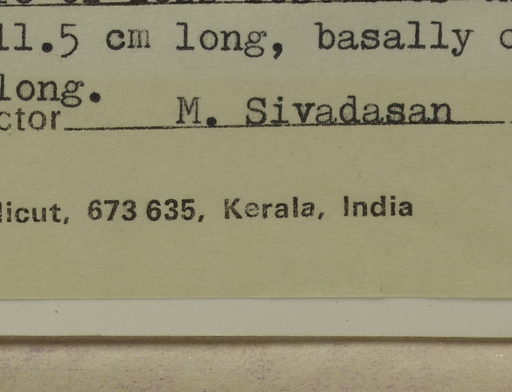 11.5 cm long, basally
long.
ctor M. Sivadasan
licut, 673 635, Kerala, India